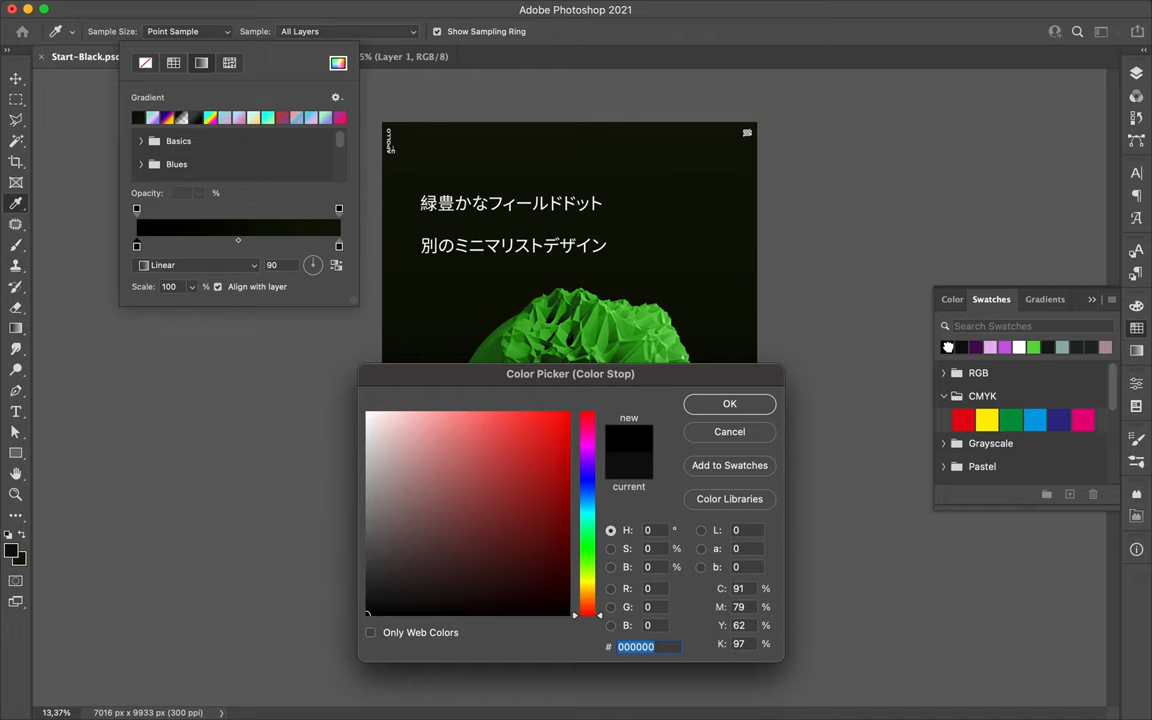 Adobe Photoshop 2021
Sample Size: Point Sample Sample: All Layers Show Sampling Ring
Start-Black.psd
5% (Layer 1, RGB/8)
Gradient
Basics
Blues
Opacity: %
Linear 90
Scale: 100 % Align with layer
APOLLO
緑豊かなフィールドドット
別のミニマリストデザイン
Color Swatches Gradients
Search Swatches
RGB
CMYK
Grayscale
Pastel
Color Picker (Color Stop)
new
current
OK
Cancel
Add to Swatches
Color Libraries
H: 0 ° L: 0
S: 0 % a: 0
B: 0 % b: 0
R: 0 C: 91 %
G: 0 M: 79 %
B: 0 Y: 62 %
# 000000 K: 97 %
Only Web Colors
13,37% 7016 px x 9933 px (300 ppi)